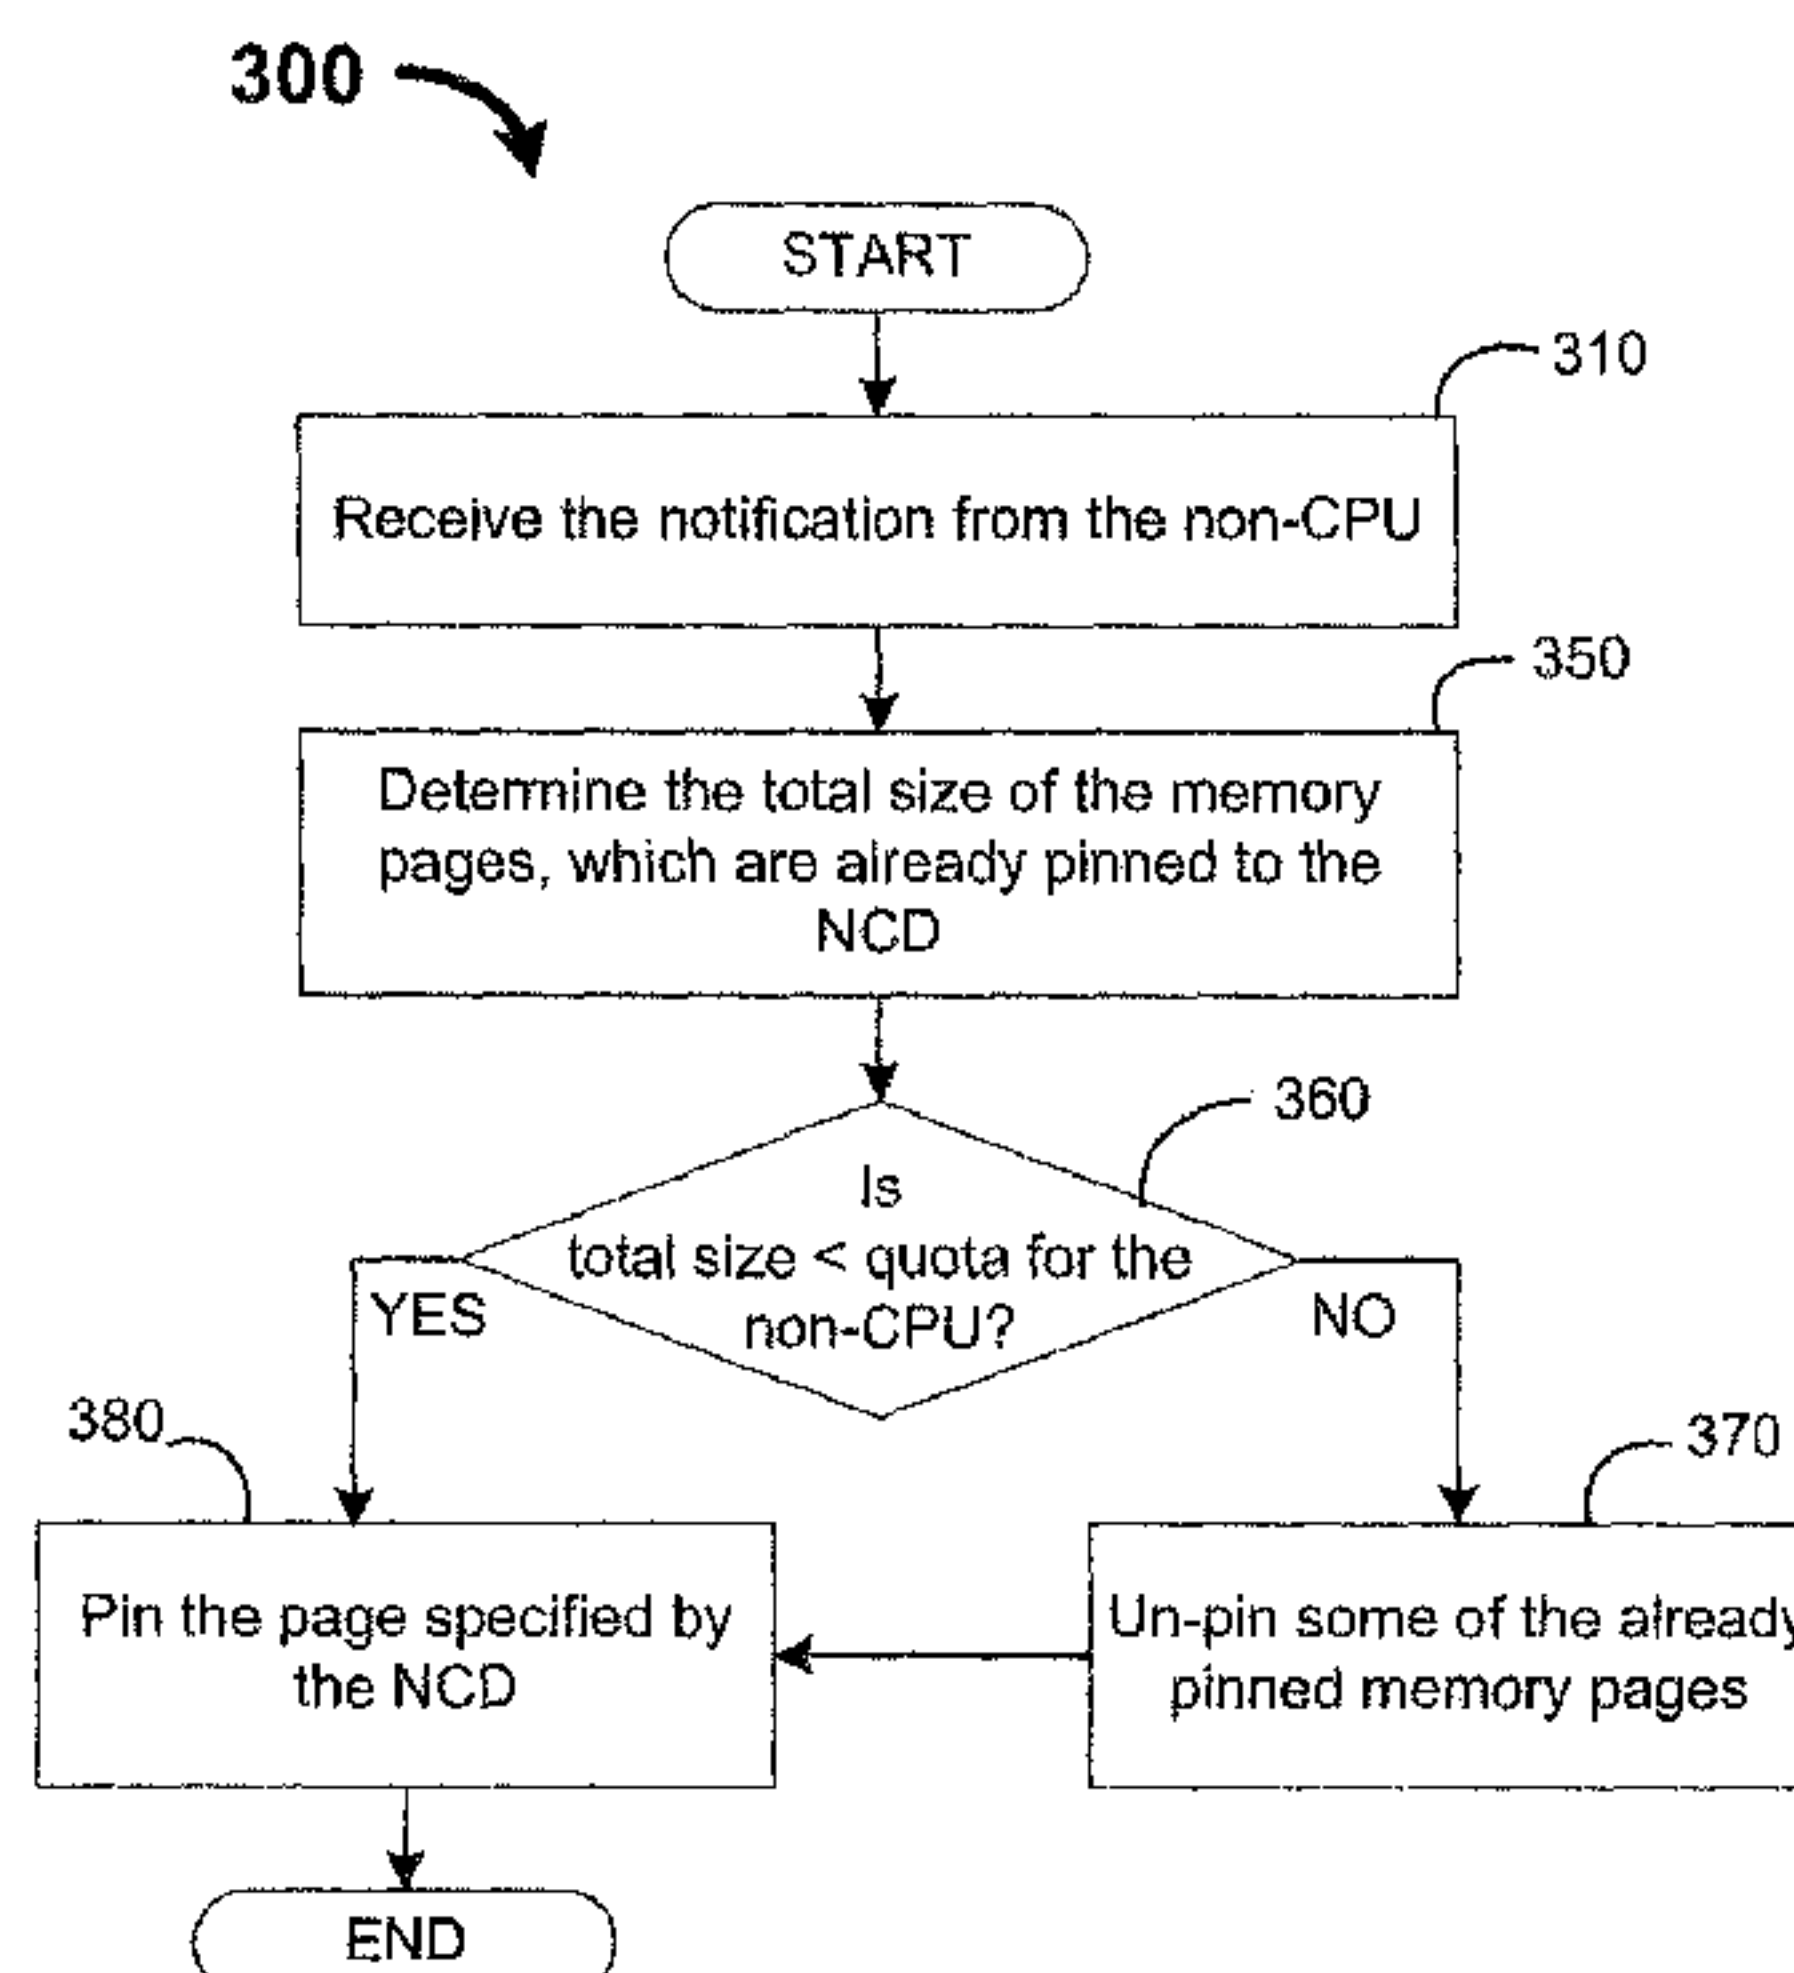 300
START
310
Receive the notification from the non-CPU
350
Determine the total size of the memory
pages, which are already pinned to the
NCD
360
Is
total size < quota for the
non-CPU?
YES
NO
380
370
Pin the page specified by
the NCD
Un-pin some of the already
pinned memory pages
END